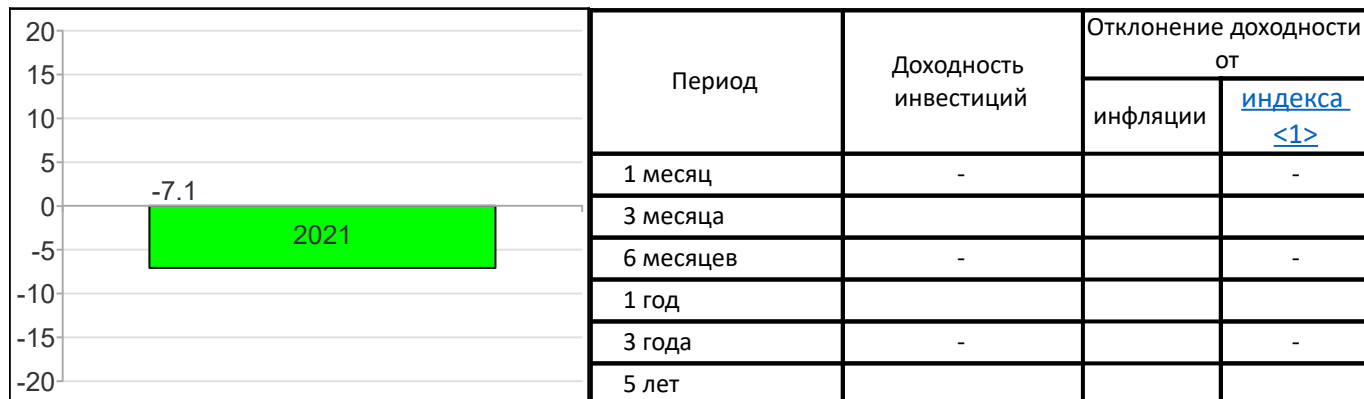 20
15
10
5
0
-5
-10
-15
-20
-7.1
2021
Период
Доходность
инвестиций
Отклонение доходности
от
инфляции
индекса
<1>
1 месяц - -
3 месяца
6 месяцев - -
1 год
3 года - -
5 лет